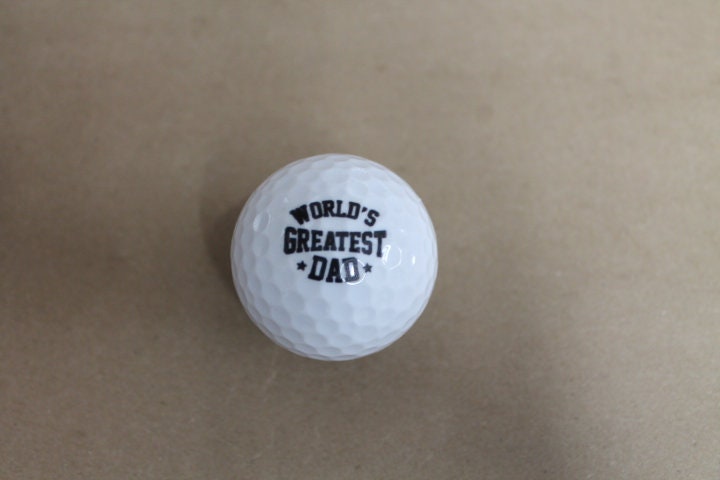 WORLD'S
GREATEST
★ DAD ★